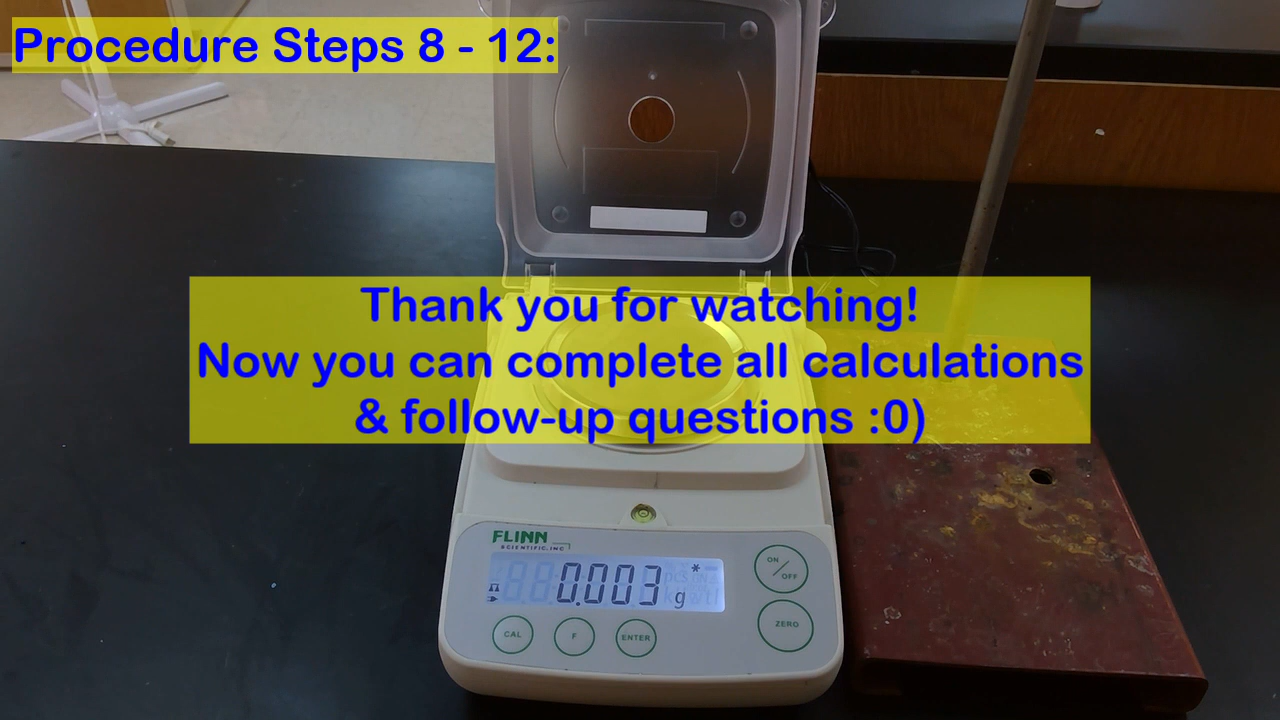 Procedure Steps 8 - 12:
Thank you for watching!
Now you can complete all calculations
& follow-up questions :0)
FLINN
SCIENTIFIC, INC
0.003 g
ON/OFF
ZERO
CAL
F
ENTER